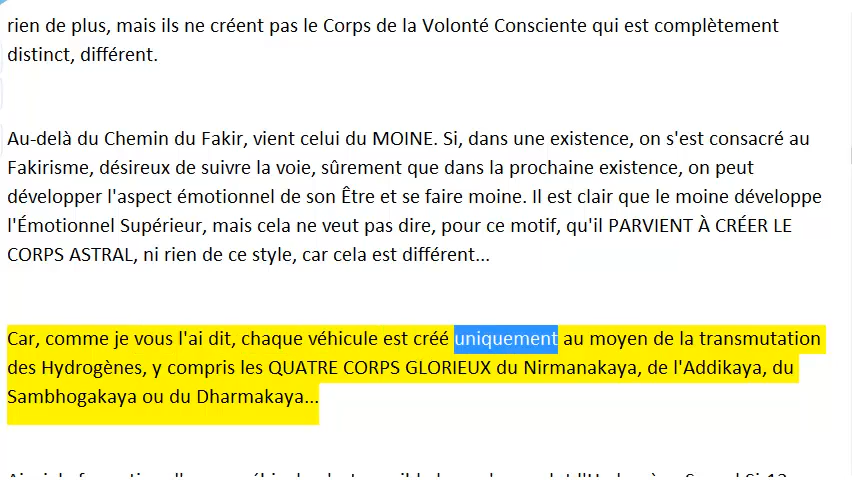 rien de plus, mais ils ne créent pas le Corps de la Volonté Consciente qui est complètement
distinct, différent.
Au-delà du Chemin du Fakir, vient celui du MOINE. Si, dans une existence, on s'est consacré au
Fakirisme, désireux de suivre la voie, sûrement que dans la prochaine existence, on peut
développer l'aspect émotionnel de son Être et se faire moine. Il est clair que le moine développe
l'Émotionnel Supérieur, mais cela ne veut pas dire, pour ce motif, qu'il PARVIENT À CRÉER LE
CORPS ASTRAL, ni rien de ce style, car cela est différent...
Car, comme je vous l'ai dit, chaque véhicule est créé uniquement au moyen de la transmutation
des Hydrogènes, y compris les QUATRE CORPS GLORIEUX du Nirmanakaya, de l'Addikaya, du
Sambhogakaya ou du Dharmakaya...